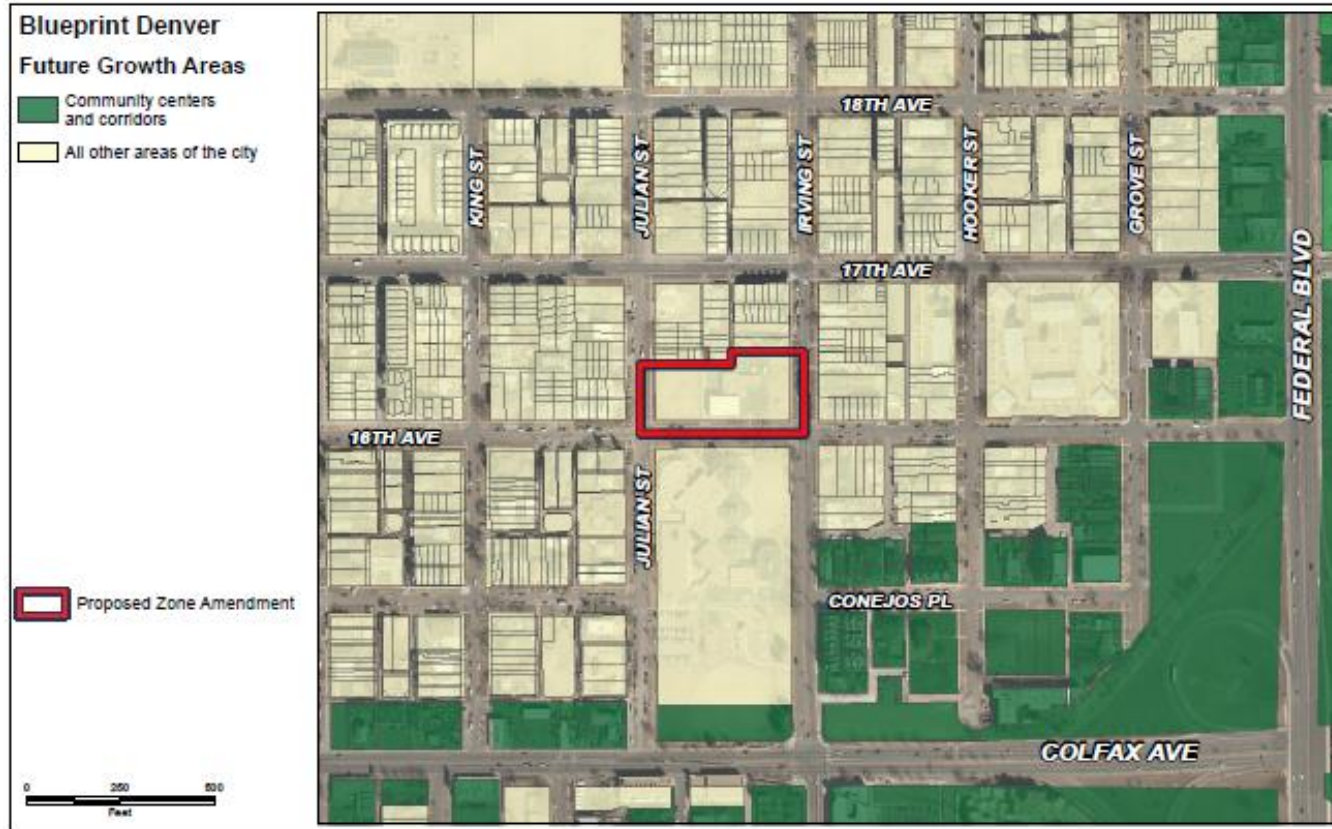 Blueprint Denver
Future Growth Areas
Community centers
and corridors
All other areas of the city
Proposed Zone Amendment
0 250 500
Feet
18TH AVE
KING ST
JULIAN ST
IRVING ST
HOOKER ST
GROVE ST
17TH AVE
FEDERAL BLVD
16TH AVE
JULIAN ST
CONEJOS PL
COLFAX AVE